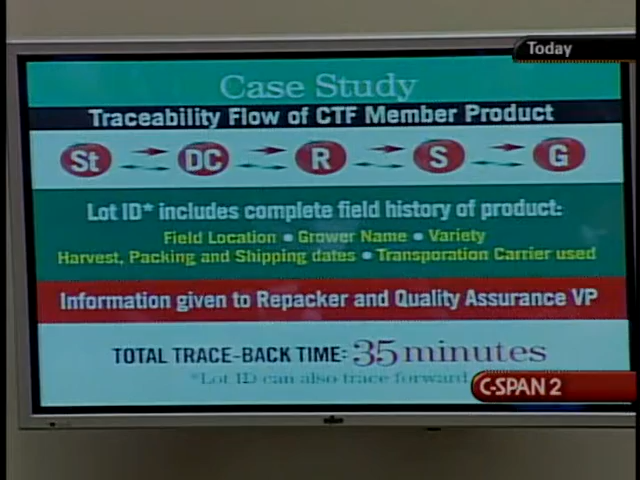 Today
Case Study
Traceability Flow of CTF Member Product
St DC R S G
Lot ID* includes complete field history of product:
Field Location • Grower Name • Variety
Harvest, Packing and Shipping dates • Transporation Carrier used
Information given to Repacker and Quality Assurance VP
TOTAL TRACE-BACK TIME: 35 minutes
*Lot ID can also trace forward
C-SPAN 2